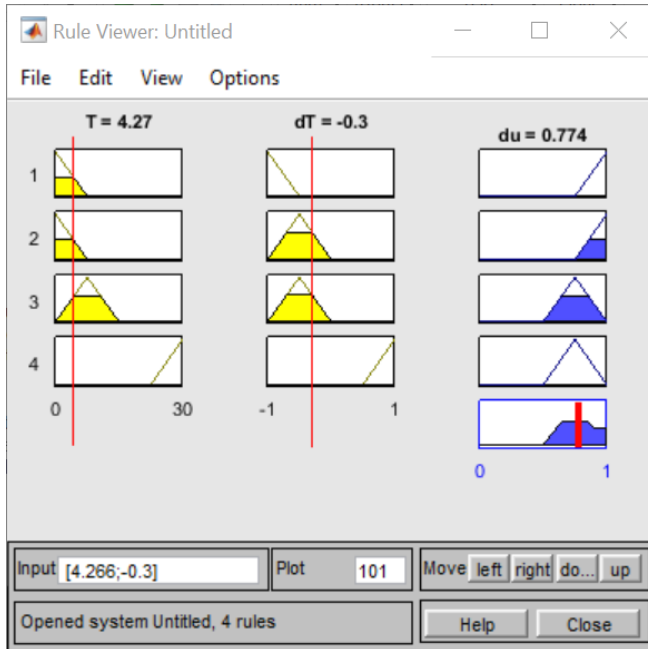 Rule Viewer: Untitled
File Edit View Options
T = 4.27 dT = -0.3 du = 0.774
1
2
3
4
0 30 -1 1
0 1
Input [4.266;-0.3] Plot 101 Move left right do... up
Opened system Untitled, 4 rules Help Close